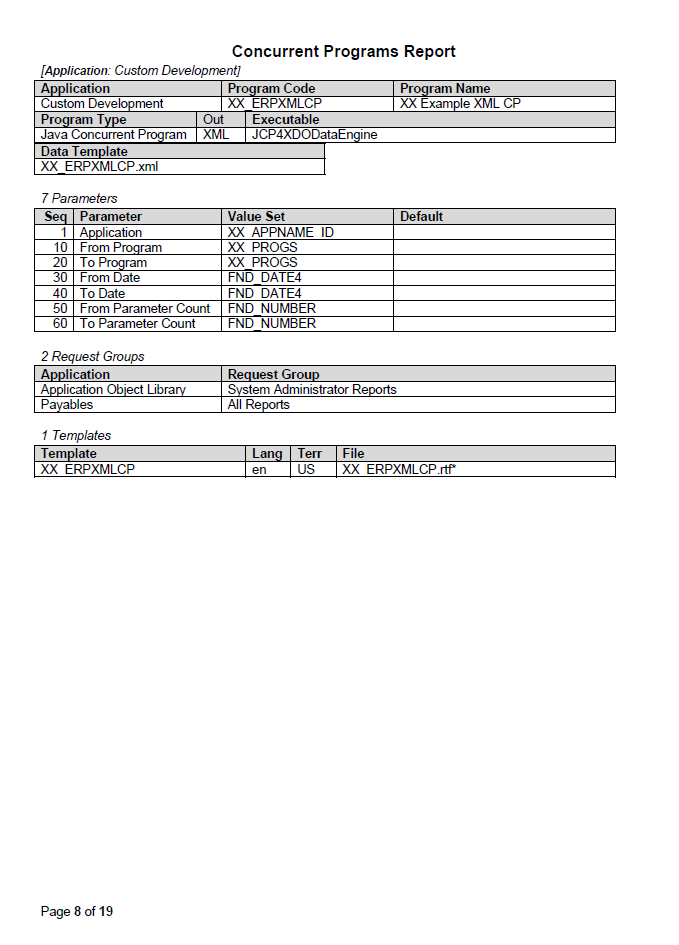 Concurrent Programs Report
[Application: Custom Development]
Application Program Code Program Name
Custom Development XX_ERPXMLCP XX Example XML CP
Program Type Out Executable
Java Concurrent Program XML JCP4XDODataEngine
Data Template
XX_ERPXMLCP.xml
7 Parameters
Seq Parameter Value Set Default
1 Application XX_APPNAME_ID
10 From Program XX_PROGS
20 To Program XX_PROGS
30 From Date FND_DATE4
40 To Date FND_DATE4
50 From Parameter Count FND_NUMBER
60 To Parameter Count FND_NUMBER
2 Request Groups
Application Request Group
Application Object Library System Administrator Reports
Payables All Reports
1 Templates
Template Lang Terr File
XX_ERPXMLCP en US XX_ERPXMLCP.rtf*
Page 8 of 19